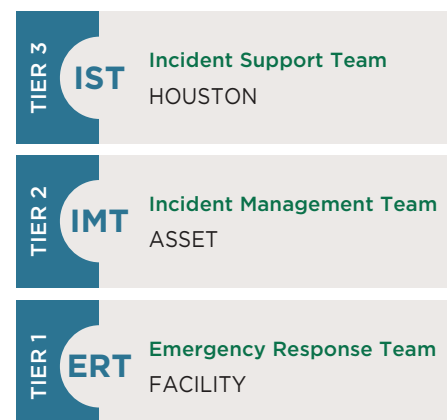 TIER 3
IST
Incident Support Team
HOUSTON
TIER 2
IMT
Incident Management Team
ASSET
TIER 1
ERT
Emergency Response Team
FACILITY